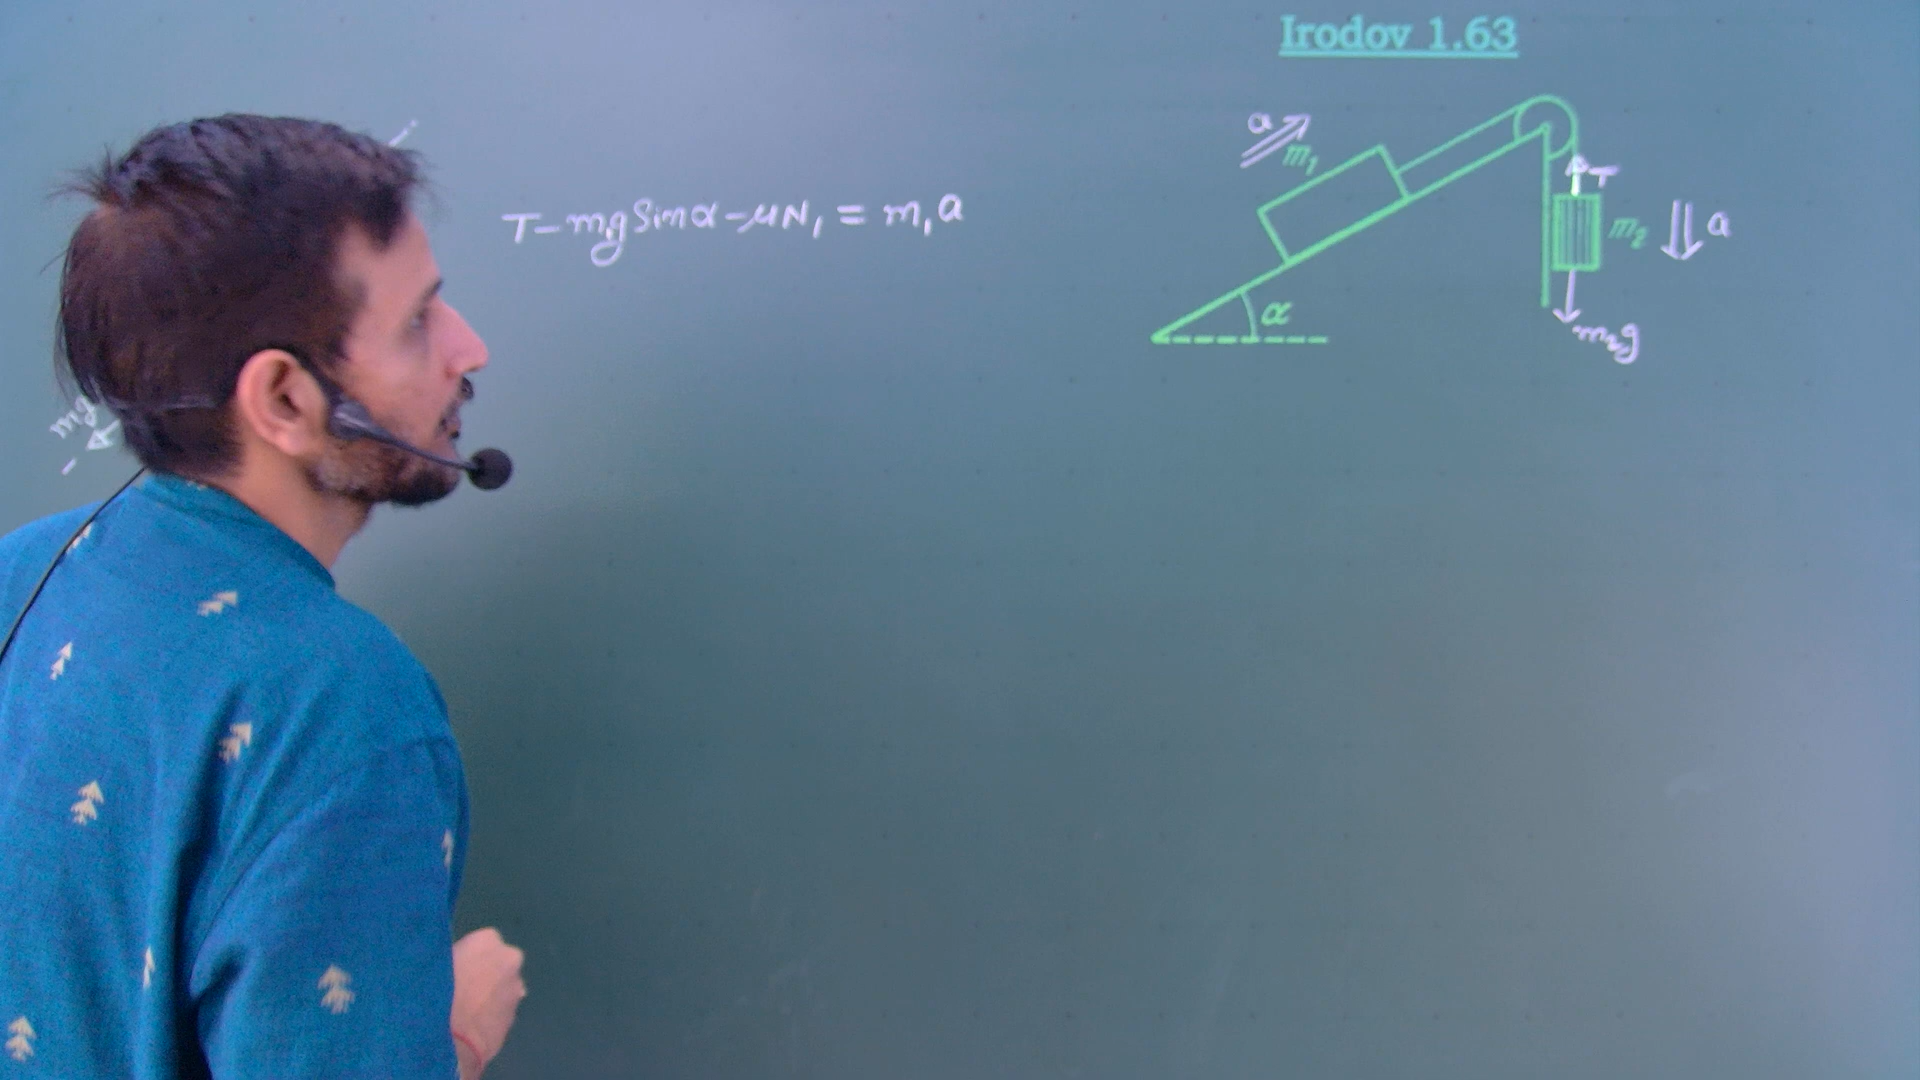 Irodov 1.63
T - m₁g Sin α - μN₁ = m₁a
a
m₁
T
m₂
a
α
m₂g
mg